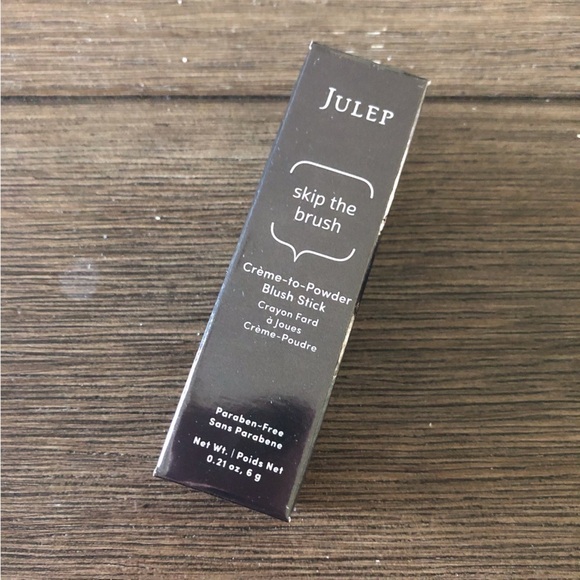 JULEP
skip the
brush
Crème-to-Powder
Blush Stick
Crayon Fard
à Joues
Crème-Poudre
Paraben-Free
Sans Parabene
Net Wt. | Poids Net
0.21 oz, 6 g